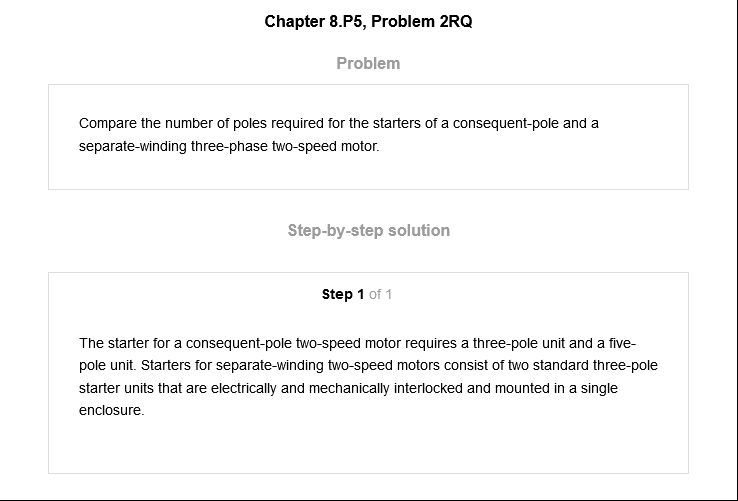 Chapter 8.P5, Problem 2RQ
Problem
Compare the number of poles required for the starters of a consequent-pole and a
separate-winding three-phase two-speed motor.
Step-by-step solution
Step 1 of 1
The starter for a consequent-pole two-speed motor requires a three-pole unit and a five-
pole unit. Starters for separate-winding two-speed motors consist of two standard three-pole
starter units that are electrically and mechanically interlocked and mounted in a single
enclosure.